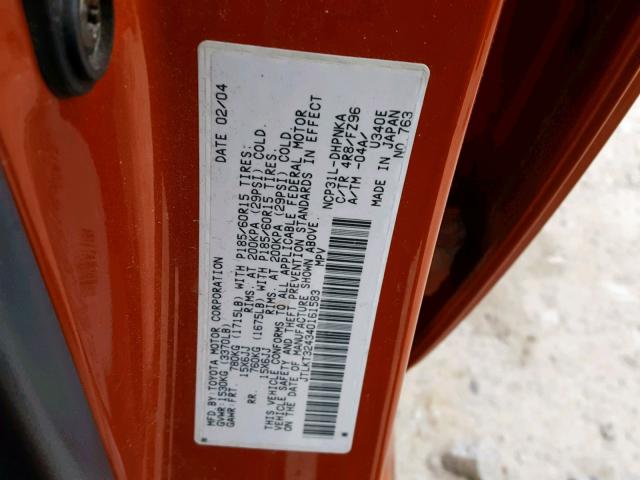 MFD.BY:TOYOTA MOTOR CORPORATION DATE 02/04
GVWR:1530KG (3370LB)
GAWR:FRT. 780KG (1715LB) WITH P185/60R15 TIRES:
15X6JJ RIMS. AT 200KPA (29PSI) COLD.
RR. 760KG (1675LB) WITH P185/60R15 TIRES:
15X6JJ RIMS. AT 200KPA (29PSI) COLD.
THIS VEHICLE CONFORMS TO ALL APPLICABLE FEDERAL MOTOR
VEHICLE SAFETY AND THEFT PREVENTION STANDARDS IN EFFECT
ON THE DATE OF MANUFACTURE SHOWN ABOVE.
JTLKT324340161583 MPV
NCP31L-DHPNKA
C/TR 4R8/FZ96
A/TM -04A/ U340E
MADE IN JAPAN
NO.763